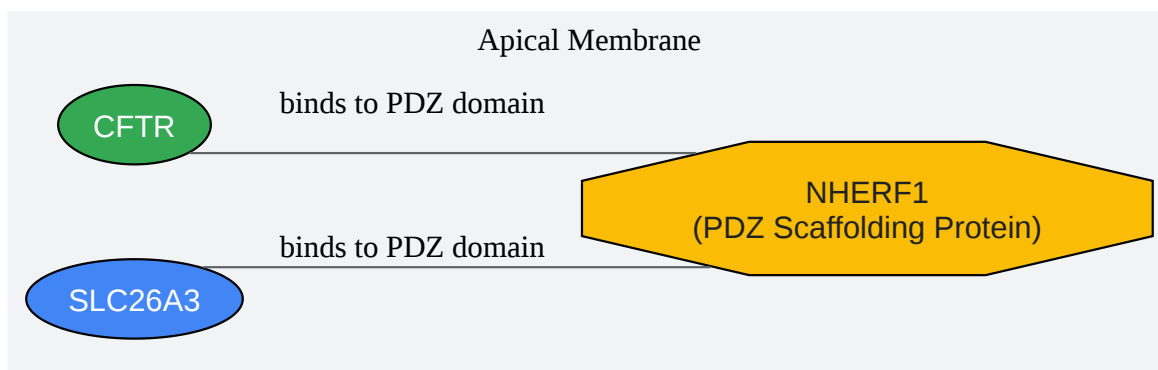 Apical Membrane
binds to PDZ domain
CFTR
NHERF1
(PDZ Scaffolding Protein)
binds to PDZ domain
SLC26A3